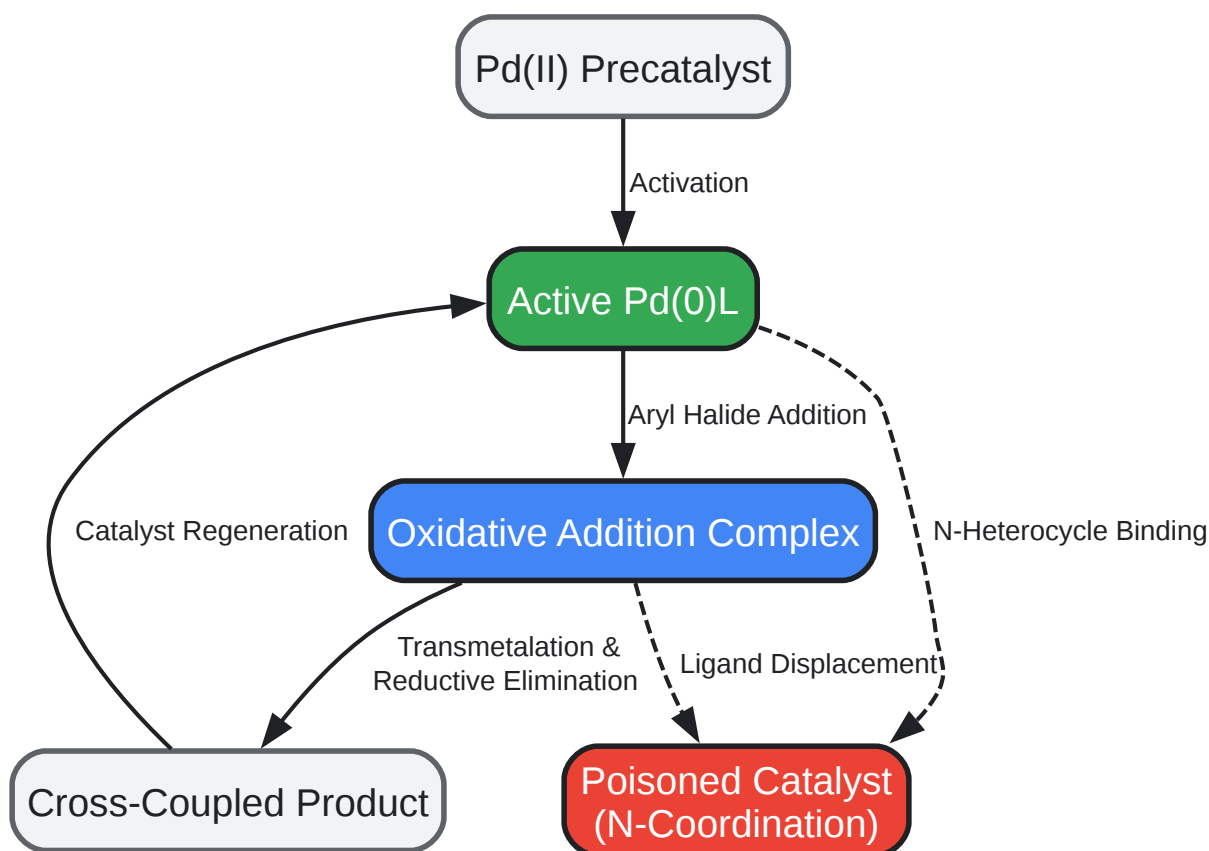 Pd(II) Precatalyst
Activation
Active Pd(0)L
Aryl Halide Addition
Catalyst Regeneration
Oxidative Addition Complex
N-Heterocycle Binding
Transmetalation &
Reductive Elimination
Ligand Displacement
Cross-Coupled Product
Poisoned Catalyst
(N-Coordination)